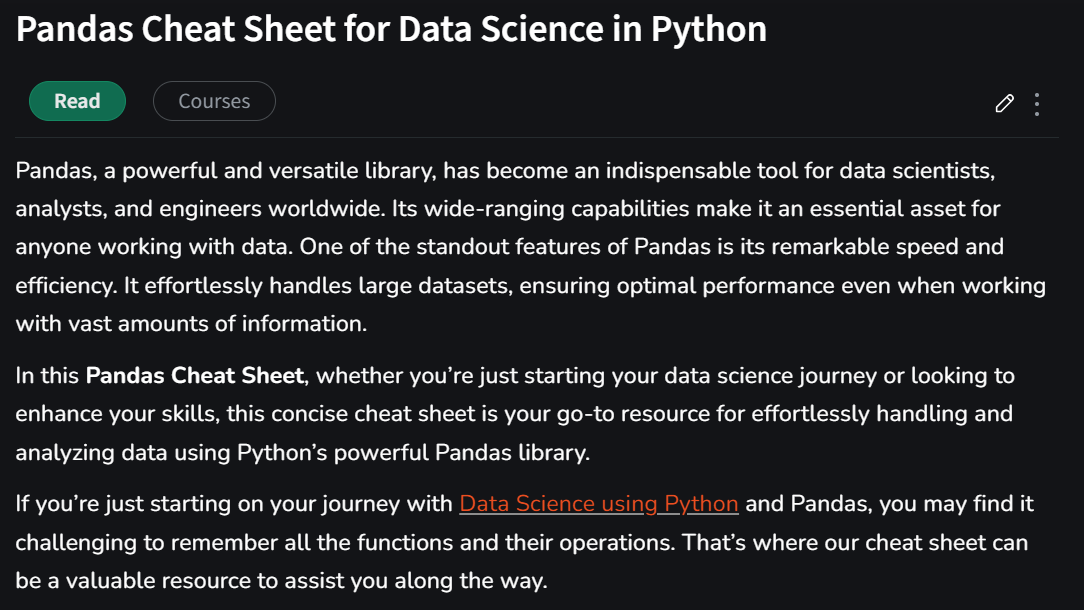 Pandas Cheat Sheet for Data Science in Python
Read
Courses
Pandas, a powerful and versatile library, has become an indispensable tool for data scientists,
analysts, and engineers worldwide. Its wide-ranging capabilities make it an essential asset for
anyone working with data. One of the standout features of Pandas is its remarkable speed and
efficiency. It effortlessly handles large datasets, ensuring optimal performance even when working
with vast amounts of information.
In this Pandas Cheat Sheet, whether you’re just starting your data science journey or looking to
enhance your skills, this concise cheat sheet is your go-to resource for effortlessly handling and
analyzing data using Python’s powerful Pandas library.
If you’re just starting on your journey with Data Science using Python and Pandas, you may find it
challenging to remember all the functions and their operations. That’s where our cheat sheet can
be a valuable resource to assist you along the way.